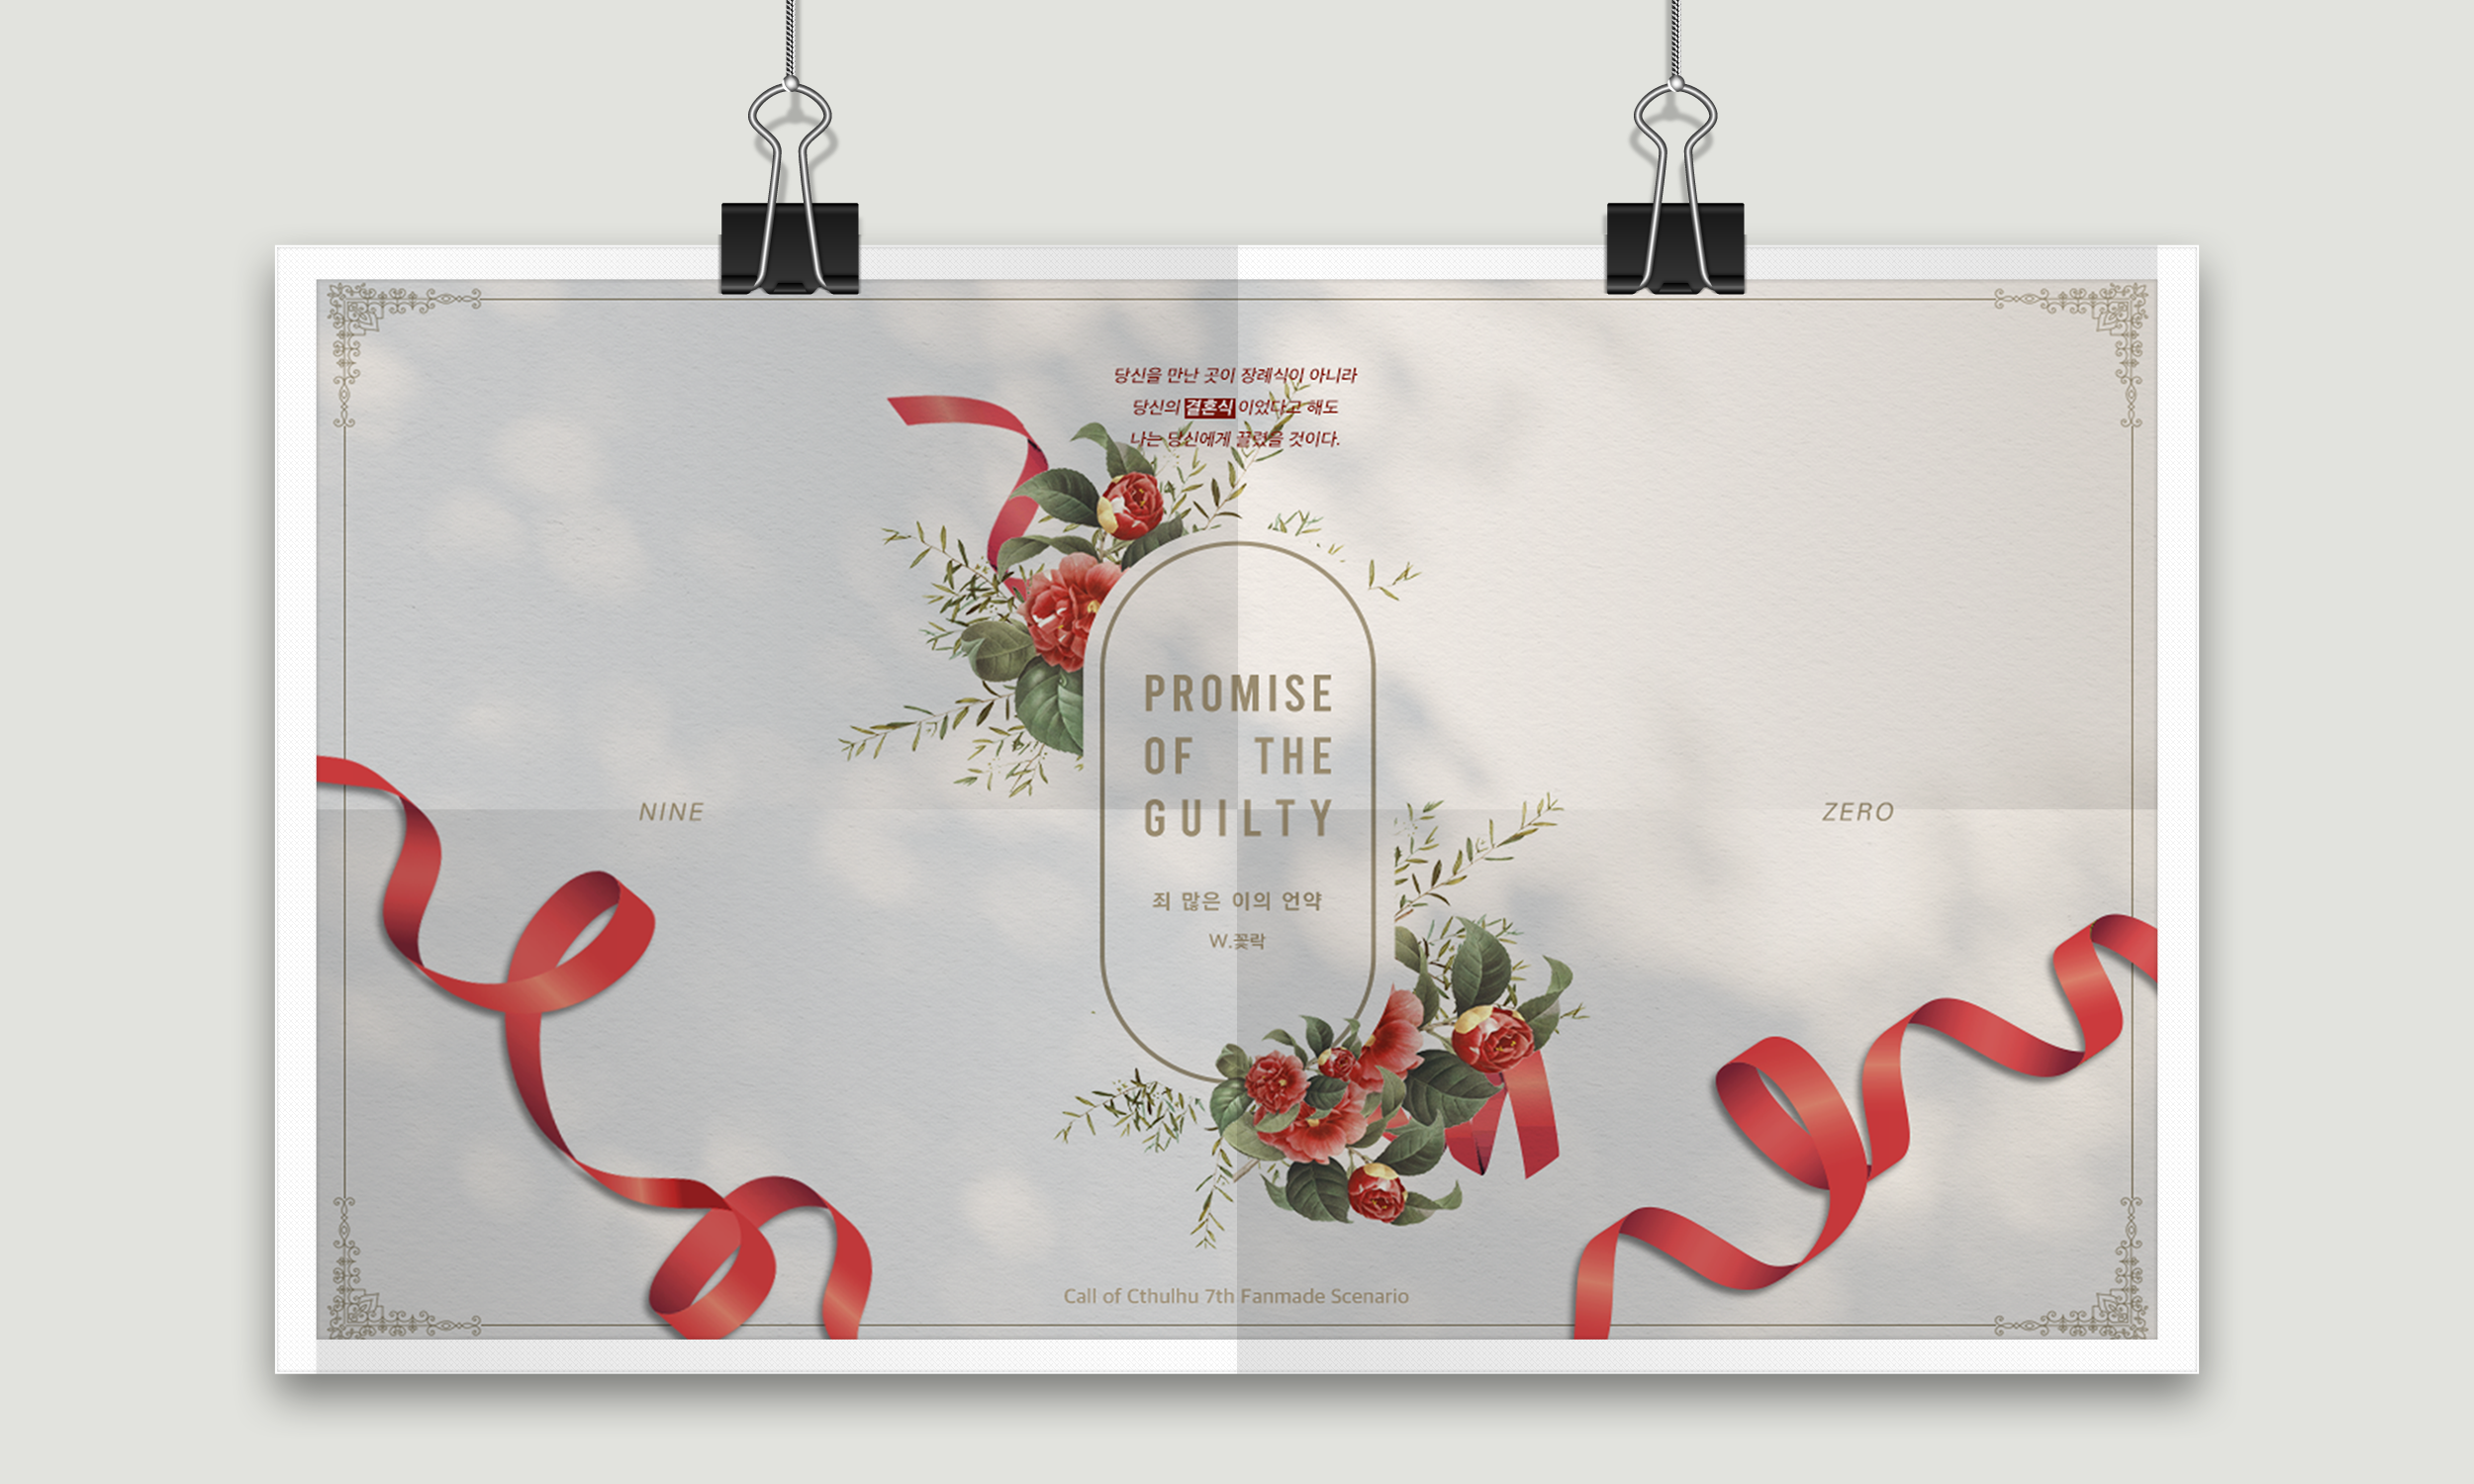 당신을 만난 곳이 장례식이 아니라
당신의 결혼식 이었다고 해도
나는 당신에게 끌렸을 것이다.
PROMISE
OF THE
GUILTY
NINE
ZERO
죄 많은 이의 언약
W.꽃락
Call of Cthulhu 7th Fanmade Scenario